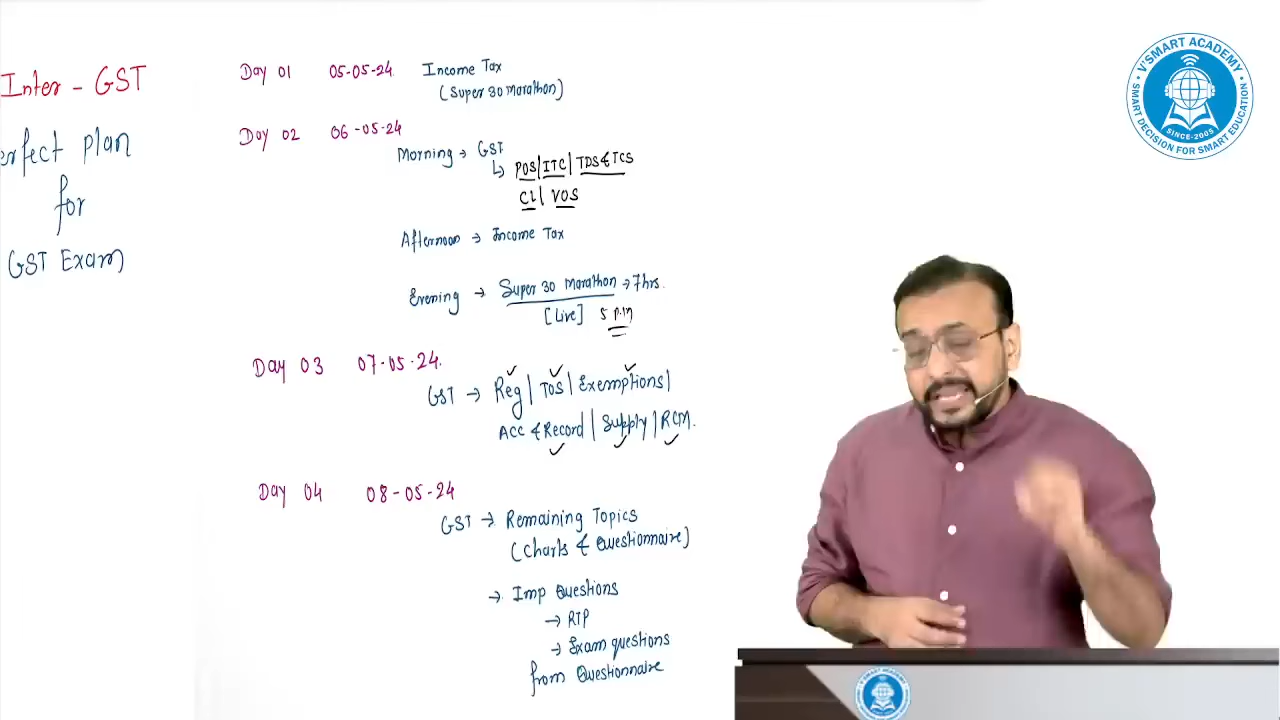 Inter - GST
erfect plan
for
GST Exam
Day 01 05-05-24 Income Tax
(Super 30 Marathon)
Day 02 06-05-24
Morning → GST
↳ POS | ITC | TDS & TCS
CL | VOS
Afternoon → Income Tax
Evening → Super 30 Marathon → 7hrs.
[Live] 5 P.M
Day 03 07-05-24.
GST → Reg | TOS | Exemptions |
Acc & Record | Supply | RCM.
Day 04 08-05-24
GST → Remaining Topics
(Charts & Questionnaire)
→ Imp Questions
→ RTP
→ Exam questions
from Questionnaire
V'SMART ACADEMY
SINCE-2005
SMART DECISION FOR SMART EDUCATION